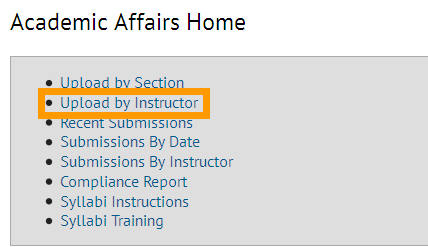 Academic Affairs Home
Upload by Section
Upload by Instructor
Recent Submissions
Submissions By Date
Submissions By Instructor
Compliance Report
Syllabi Instructions
Syllabi Training